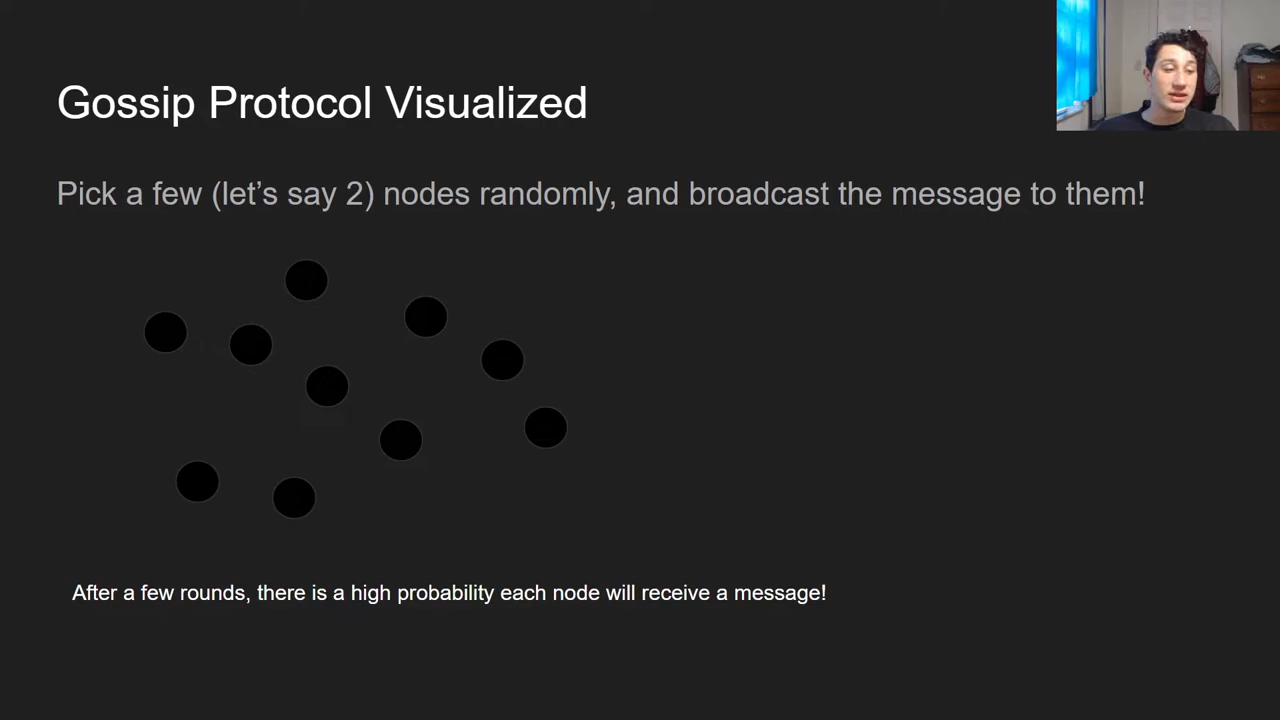 Gossip Protocol Visualized
Pick a few (let’s say 2) nodes randomly, and broadcast the message to them!
After a few rounds, there is a high probability each node will receive a message!